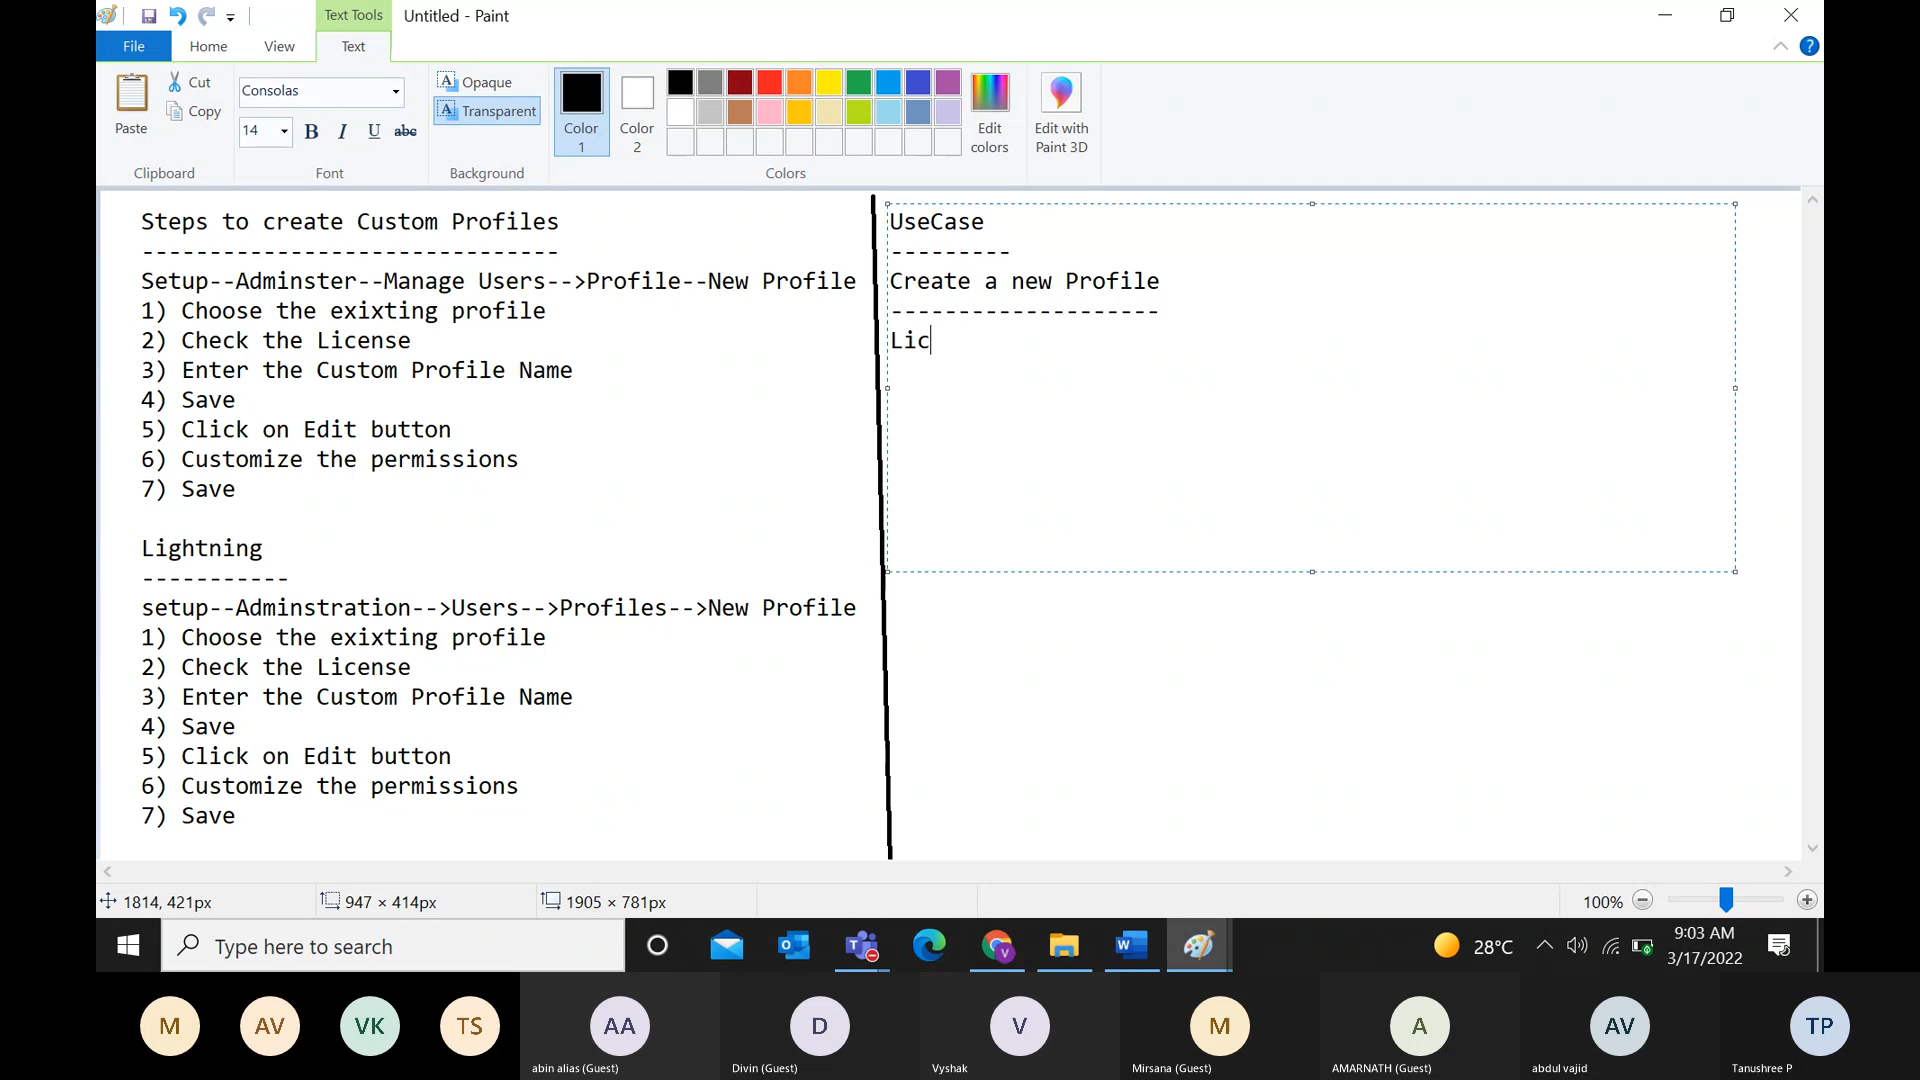 Text Tools
Untitled - Paint
File
Home
View
Text
Paste
Cut
Copy
Clipboard
Consolas
14
B
I
U
abc
Font
A Opaque
A Transparent
Background
Color
1
Color
2
Colors
Edit
colors
Edit with
Paint 3D
?
Steps to create Custom Profiles
-------------------------------
Setup--Adminster--Manage Users-->Profile--New Profile
1) Choose the exixting profile
2) Check the License
3) Enter the Custom Profile Name
4) Save
5) Click on Edit button
6) Customize the permissions
7) Save
Lightning
-----------
setup--Adminstration-->Users-->Profiles-->New Profile
1) Choose the exixting profile
2) Check the License
3) Enter the Custom Profile Name
4) Save
5) Click on Edit button
6) Customize the permissions
7) Save
UseCase
---------
Create a new Profile
--------------------
Lic
1814, 421px
947 × 414px
1905 × 781px
100%
Type here to search
28°C
9:03 AM
3/17/2022
M
AV
VK
TS
AA
abin alias (Guest)
D
Divin (Guest)
V
Vyshak
M
Mirsana (Guest)
A
AMARNATH (Guest)
AV
abdul vajid
TP
Tanushree P